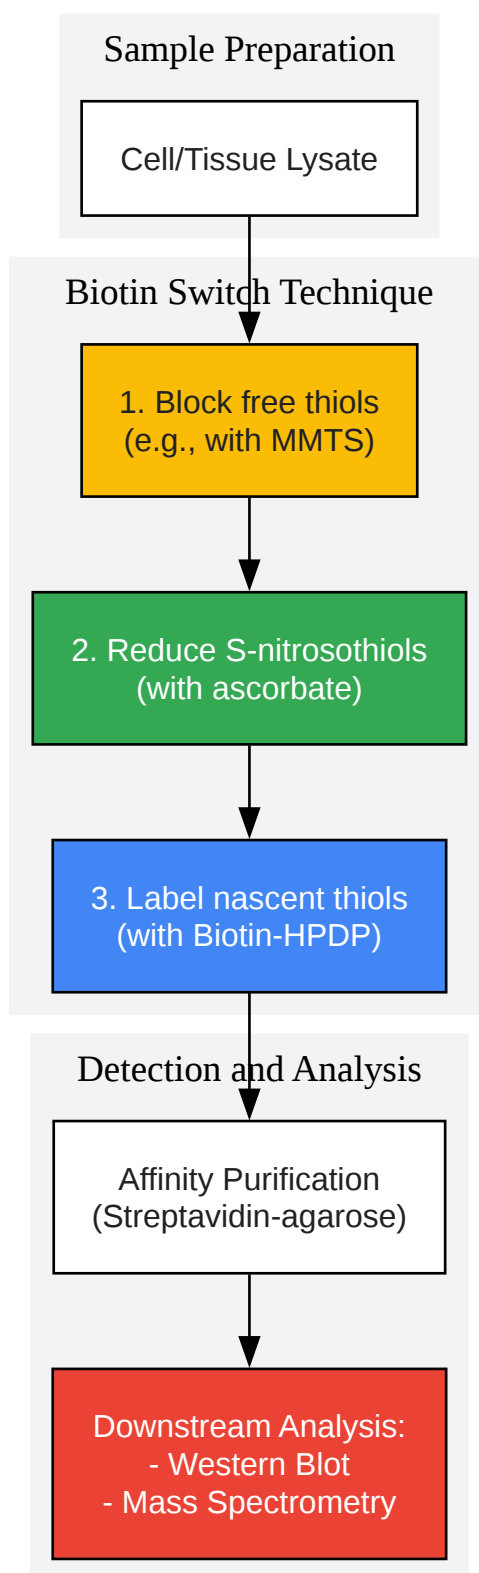 Sample Preparation
Cell/Tissue Lysate
Biotin Switch Technique
1. Block free thiols
(e.g., with MMTS)
2. Reduce S-nitrosothiols
(with ascorbate)
3. Label nascent thiols
(with Biotin-HPDP)
Detection and Analysis
Affinity Purification
(Streptavidin-agarose)
Downstream Analysis:
- Western Blot
- Mass Spectrometry